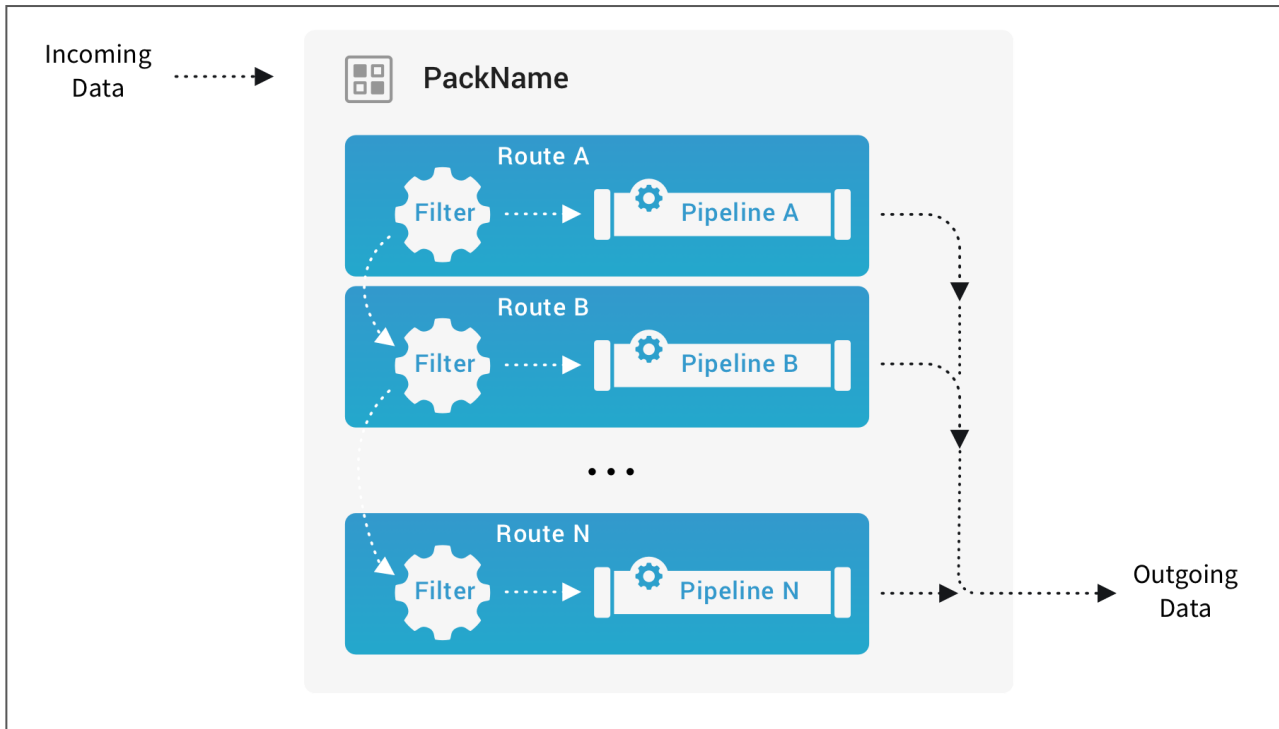 Incoming
Data
PackName
Route A
Filter
Pipeline A
Route B
Filter
Pipeline B
...
Route N
Filter
Pipeline N
Outgoing
Data